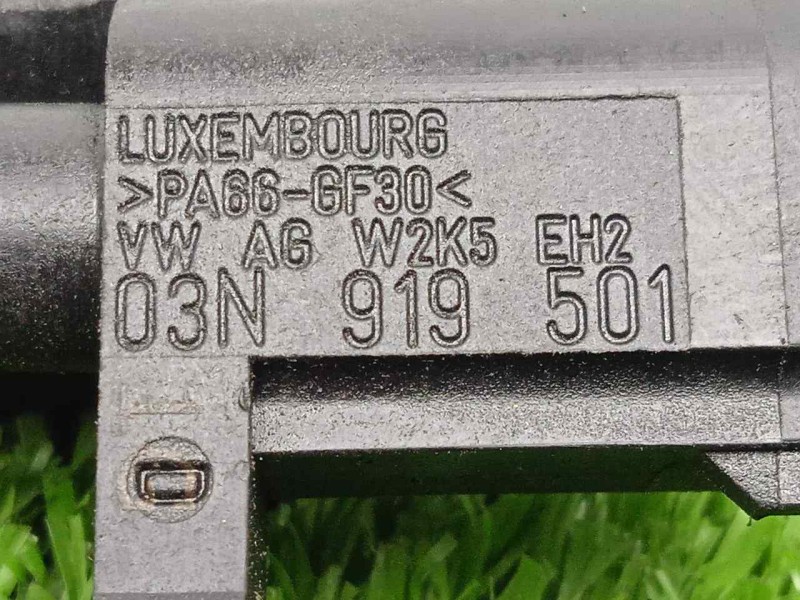 LUXEMBOURG
>PA66-GF30<
VW AG W2K5 EH2
03N 919 501